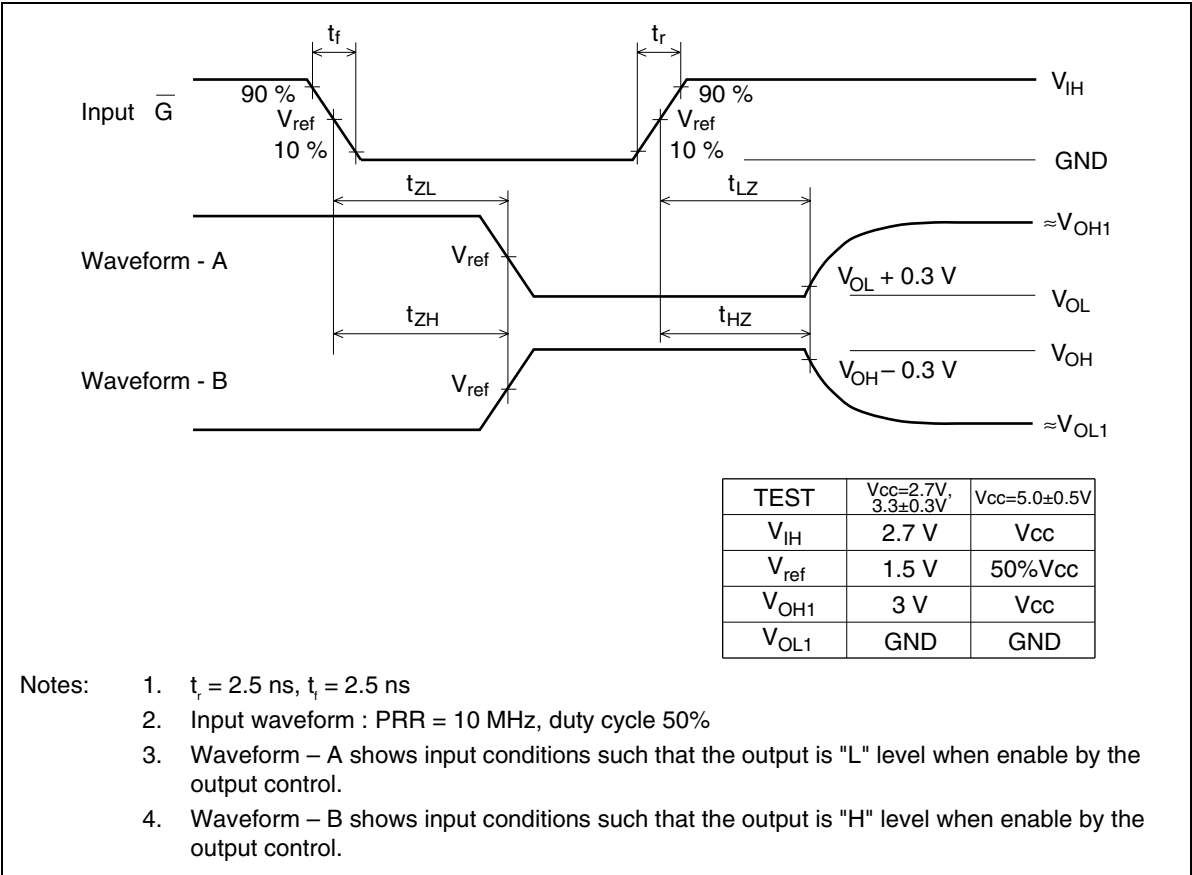 tf
tr
Input G̅
90 %
Vref
10 %
90 %
Vref
10 %
VIH
GND
tZL
tLZ
Waveform - A
Vref
VOL + 0.3 V
≈VOH1
VOL
tZH
tHZ
Waveform - B
Vref
VOH – 0.3 V
VOH
≈VOL1
TEST Vcc=2.7V, 3.3±0.3V Vcc=5.0±0.5V
VIH 2.7 V Vcc
Vref 1.5 V 50%Vcc
VOH1 3 V Vcc
VOL1 GND GND
Notes: 1. tr = 2.5 ns, tf = 2.5 ns
2. Input waveform : PRR = 10 MHz, duty cycle 50%
3. Waveform – A shows input conditions such that the output is "L" level when enable by the
output control.
4. Waveform – B shows input conditions such that the output is "H" level when enable by the
output control.